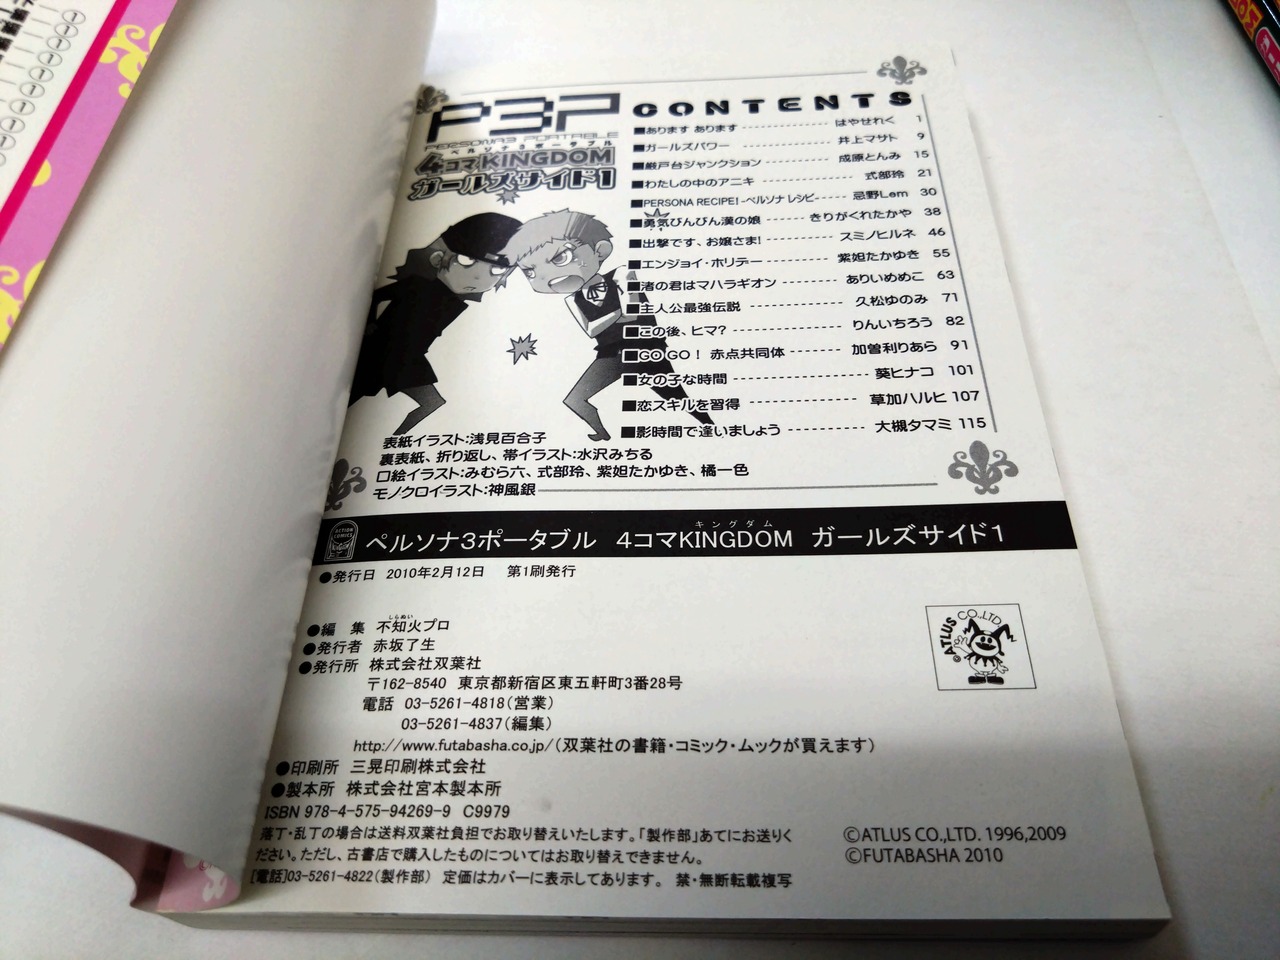 P3P
PERSONA3 PORTABLE
ペルソナ3ポータブル
4コマKINGDOM
ガールズサイド1
CONTENTS
■あります あります はやせれく 1
■ガールズパワー 井上マサト 9
■厳戸台ジャンクション 成原とんみ 15
■わたしの中のアニキ 式部玲 21
■PERSONA RECIPE!-ペルソナ レシピ- 忌野Lem 30
■勇気びんびん漢の娘 きりがくれたかや 38
■出撃です、お嬢さま! スミノヒルネ 46
■エンジョイ・ホリデー 紫妲たかゆき 55
■渚の君はマハラギオン ありいめめこ 63
■主人公最強伝説 久松ゆのみ 71
■この後、ヒマ? りんいちろう 82
■GO GO! 赤点共同体 加曽利りあら 91
■女の子な時間 葵ヒナコ 101
■恋スキルを習得 草加ハルヒ 107
■影時間で逢いましょう 大槻タマミ 115
表紙イラスト:浅見百合子
裏表紙、折り返し、帯イラスト:水沢みちる
口絵イラスト:みむら六、式部玲、紫妲たかゆき、橘一色
モノクロイラスト:神風銀
ACTION COMICS
キングダム
ペルソナ3ポータブル 4コマKINGDOM ガールズサイド1
●発行日 2010年2月12日 第1刷発行
しらぬい
●編 集 不知火プロ
●発行者 赤坂了生
●発行所 株式会社双葉社
〒162-8540 東京都新宿区東五軒町3番28号
電話 03-5261-4818(営業)
03-5261-4837(編集)
http://www.futabasha.co.jp/(双葉社の書籍・コミック・ムックが買えます)
●印刷所 三晃印刷株式会社
●製本所 株式会社宮本製本所
ISBN 978-4-575-94269-9 C9979
落丁・乱丁の場合は送料双葉社負担でお取り替えいたします。「製作部」あてにお送りく
ださい。ただし、古書店で購入したものについてはお取り替えできません。
[電話]03-5261-4822(製作部) 定価はカバーに表示してあります。 禁・無断転載複写
©ATLUS CO.,LTD.
©ATLUS CO.,LTD. 1996,2009
©FUTABASHA 2010